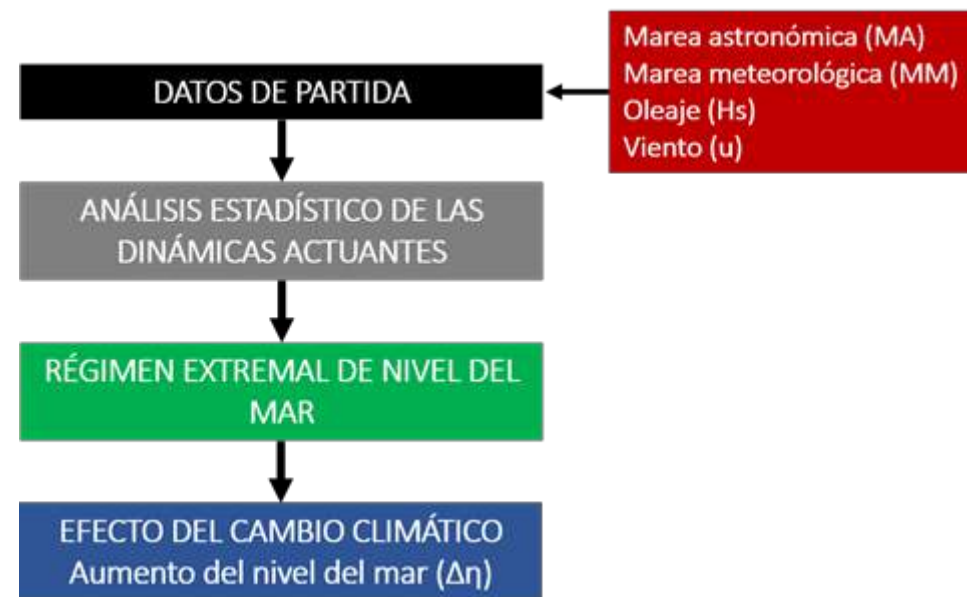 Marea astronómica (MA)
Marea meteorológica (MM)
Oleaje (Hs)
Viento (u)
DATOS DE PARTIDA
ANÁLISIS ESTADÍSTICO DE LAS
DINÁMICAS ACTUANTES
RÉGIMEN EXTREMAL DE NIVEL DEL
MAR
EFECTO DEL CAMBIO CLIMÁTICO
Aumento del nivel del mar (Δη)